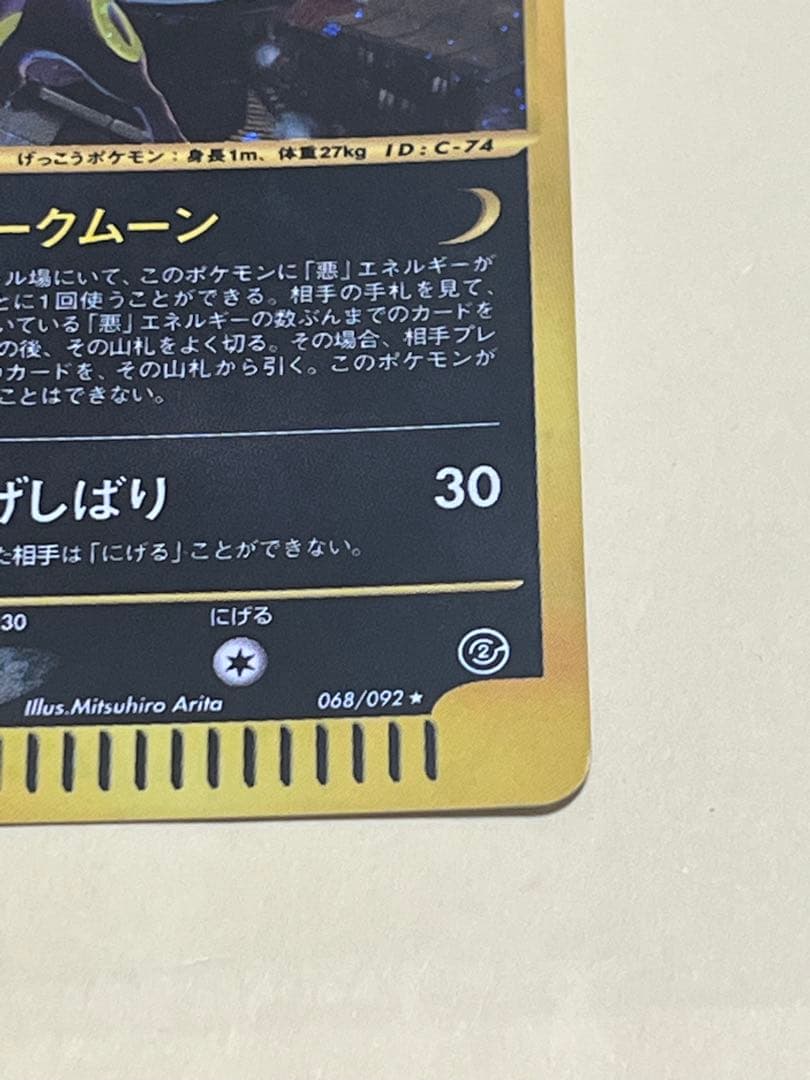 げっこうポケモン：身長1m、体重27kg ID：C-74
ークムーン
ル場にいて、このポケモンに「悪」エネルギーが
とに1回使うことができる。相手の手札を見て、
いている「悪」エネルギーの数ぶんまでのカードを
の後、その山札をよく切る。その場合、相手プレ
のカードを、その山札から引く。このポケモンが
ことはできない。
げしばり 30
た相手は「にげる」ことができない。
30 にげる
2
Illus.Mitsuhiro Arita 068/092★